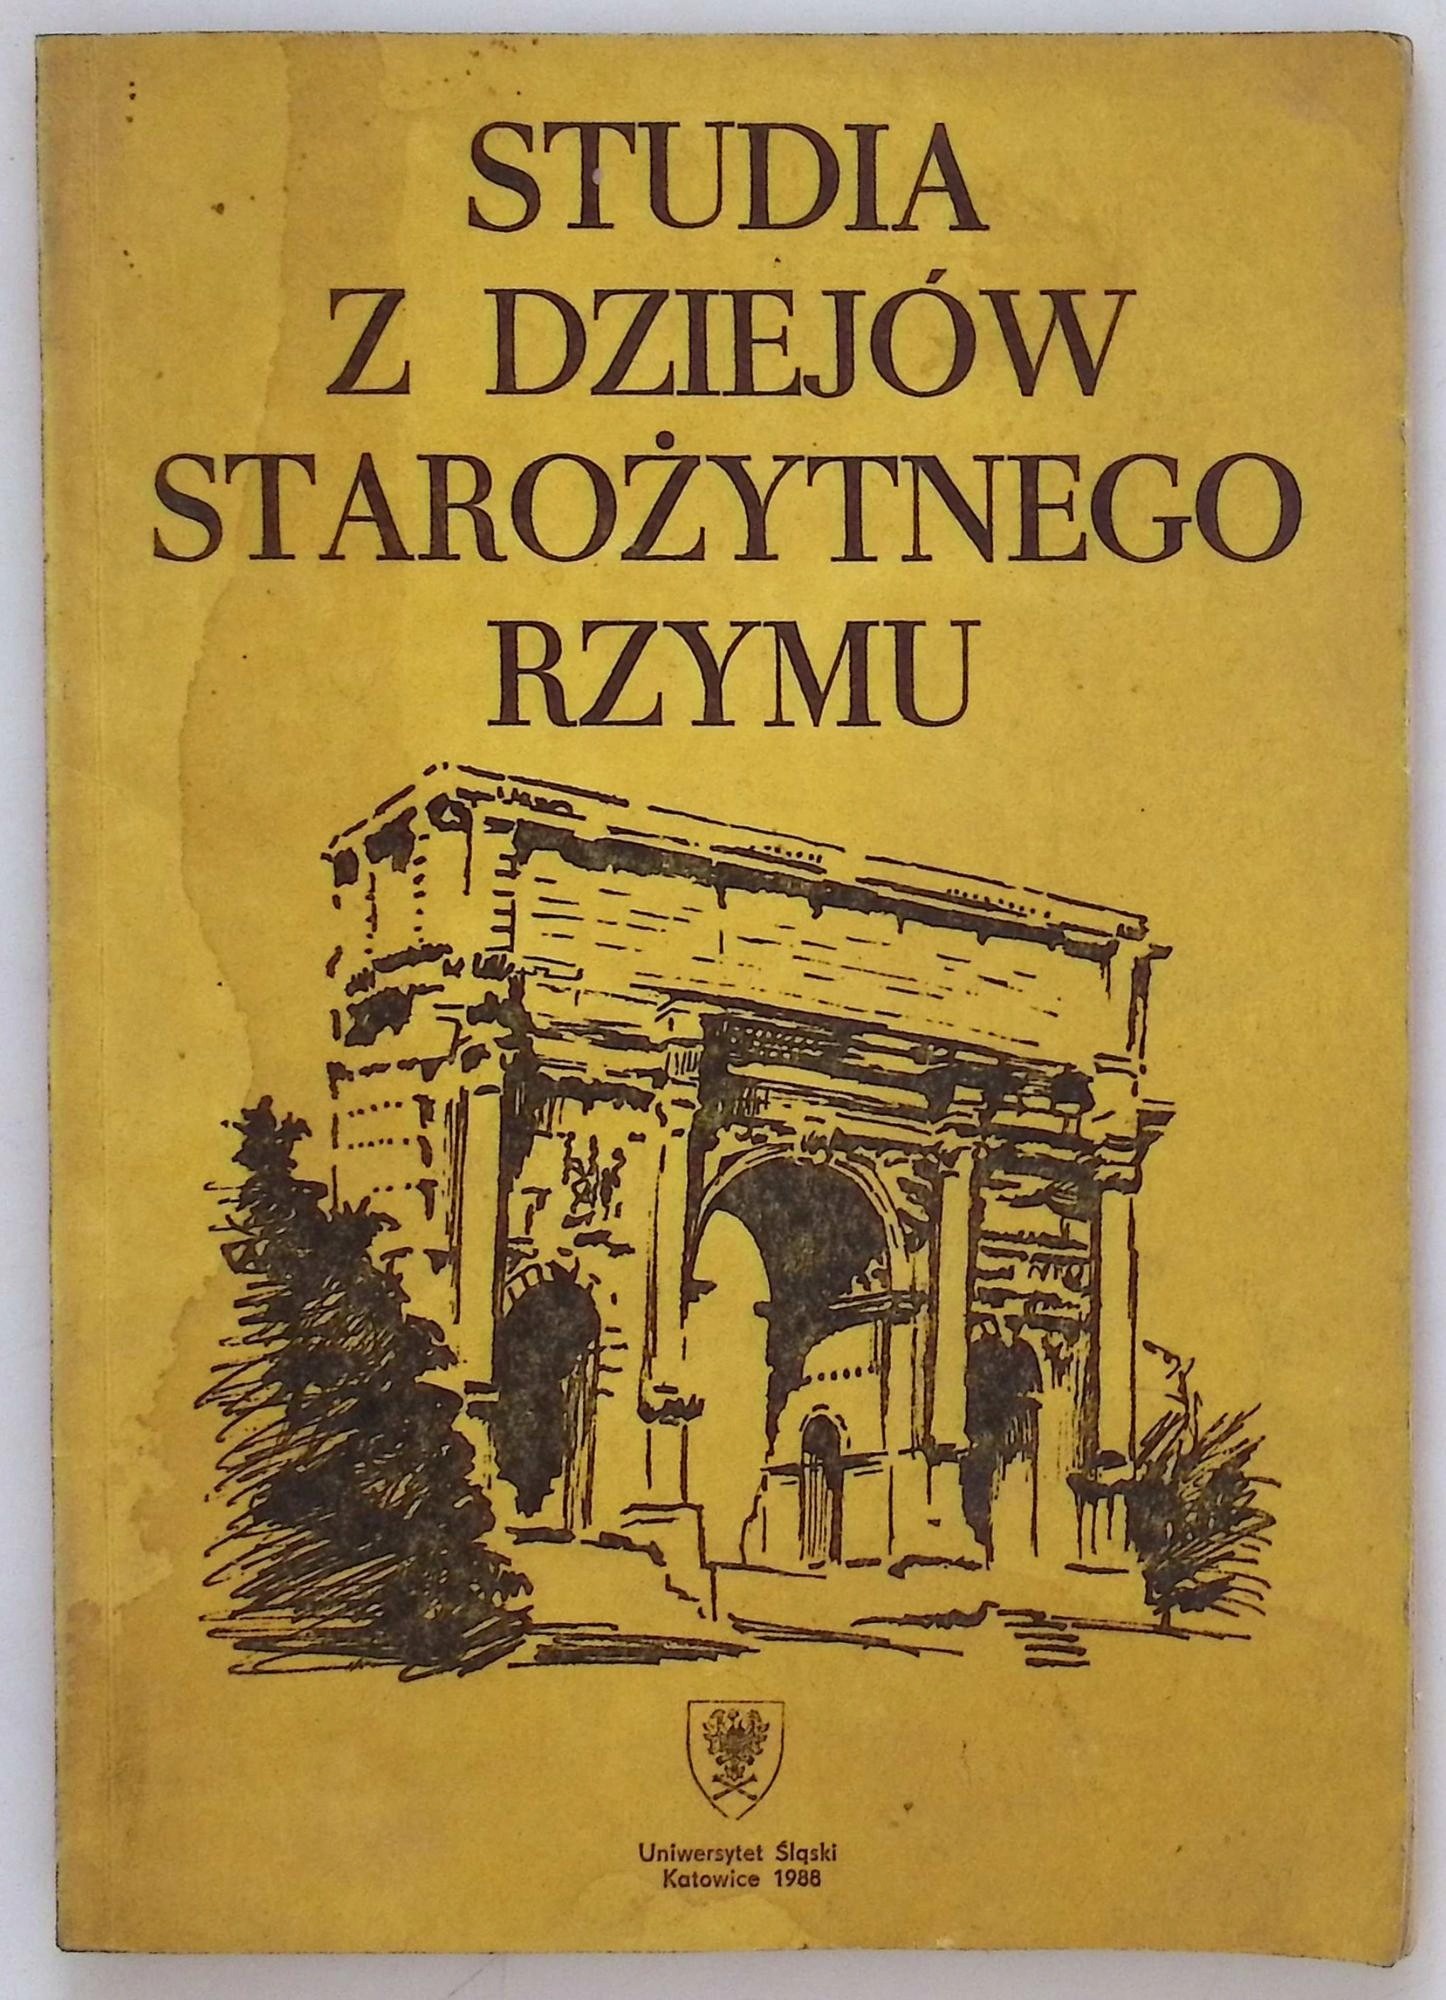 STUDIA
Z DZIEJÓW
STAROŻYTNEGO
RZYMU
Uniwersytet Śląski
Katowice 1988